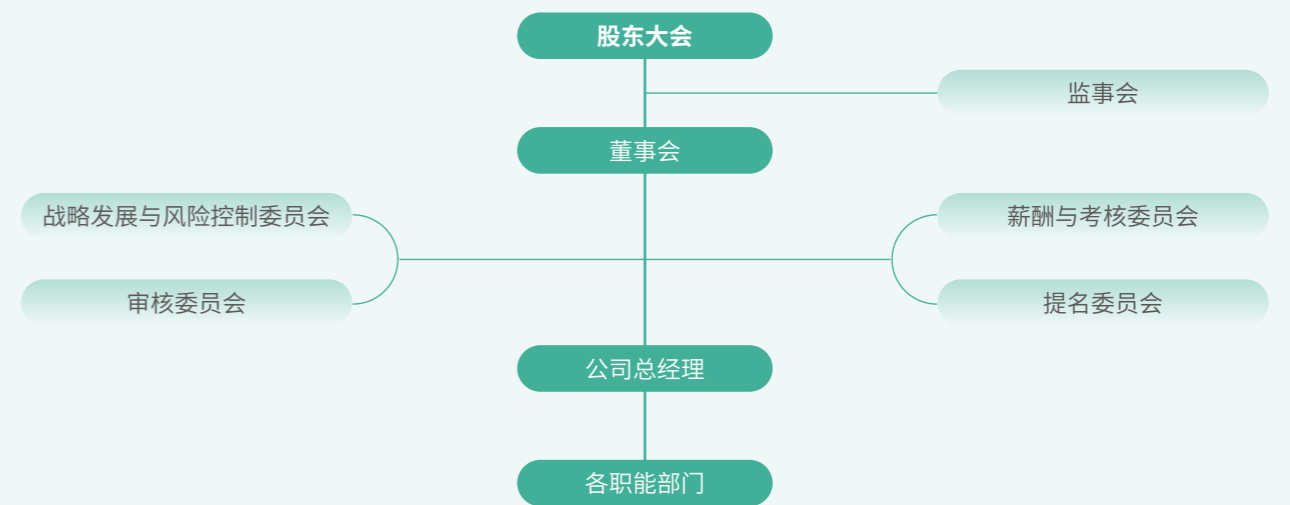 股东大会
监事会
董事会
战略发展与风险控制委员会
薪酬与考核委员会
审核委员会
提名委员会
公司总经理
各职能部门